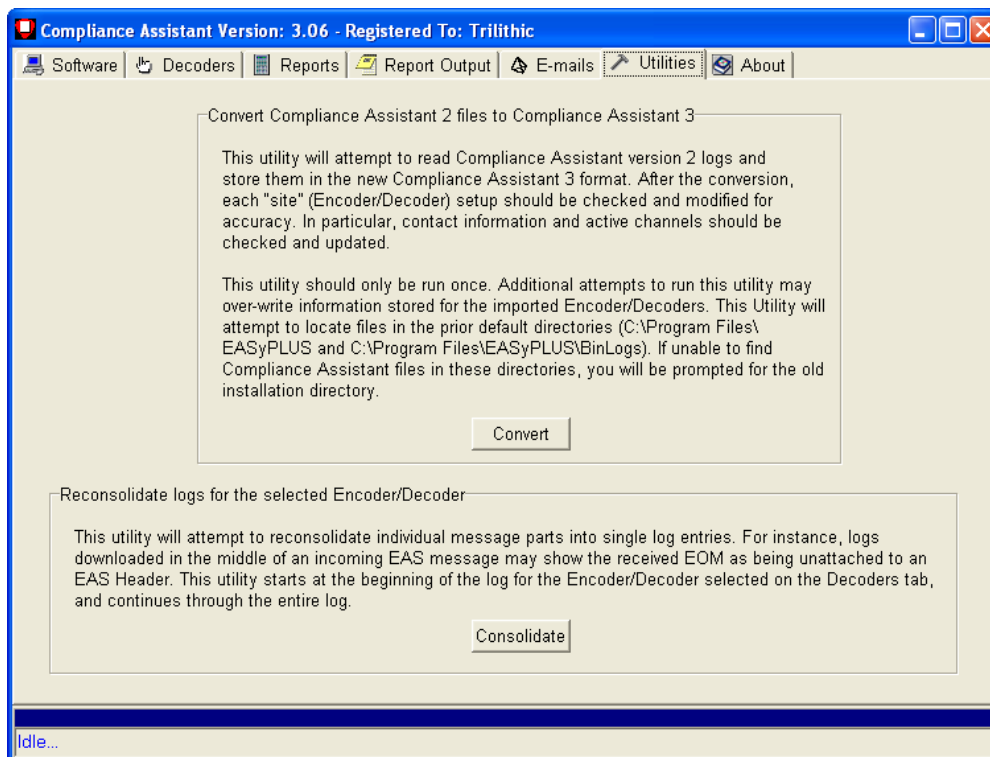 Compliance Assistant Version: 3.06 - Registered To: Trilithic
Software Decoders Reports Report Output E-mails Utilities About
Convert Compliance Assistant 2 files to Compliance Assistant 3
This utility will attempt to read Compliance Assistant version 2 logs and
store them in the new Compliance Assistant 3 format. After the conversion,
each "site" (Encoder/Decoder) setup should be checked and modified for
accuracy. In particular, contact information and active channels should be
checked and updated.
This utility should only be run once. Additional attempts to run this utility may
over-write information stored for the imported Encoder/Decoders. This Utility will
attempt to locate files in the prior default directories (C:\Program Files\
EASyPLUS and C:\Program Files\EASyPLUS\BinLogs). If unable to find
Compliance Assistant files in these directories, you will be prompted for the old
installation directory.
Convert
Reconsolidate logs for the selected Encoder/Decoder
This utility will attempt to reconsolidate individual message parts into single log entries. For instance, logs
downloaded in the middle of an incoming EAS message may show the received EOM as being unattached to an
EAS Header. This utility starts at the beginning of the log for the Encoder/Decoder selected on the Decoders tab,
and continues through the entire log.
Consolidate
Idle...